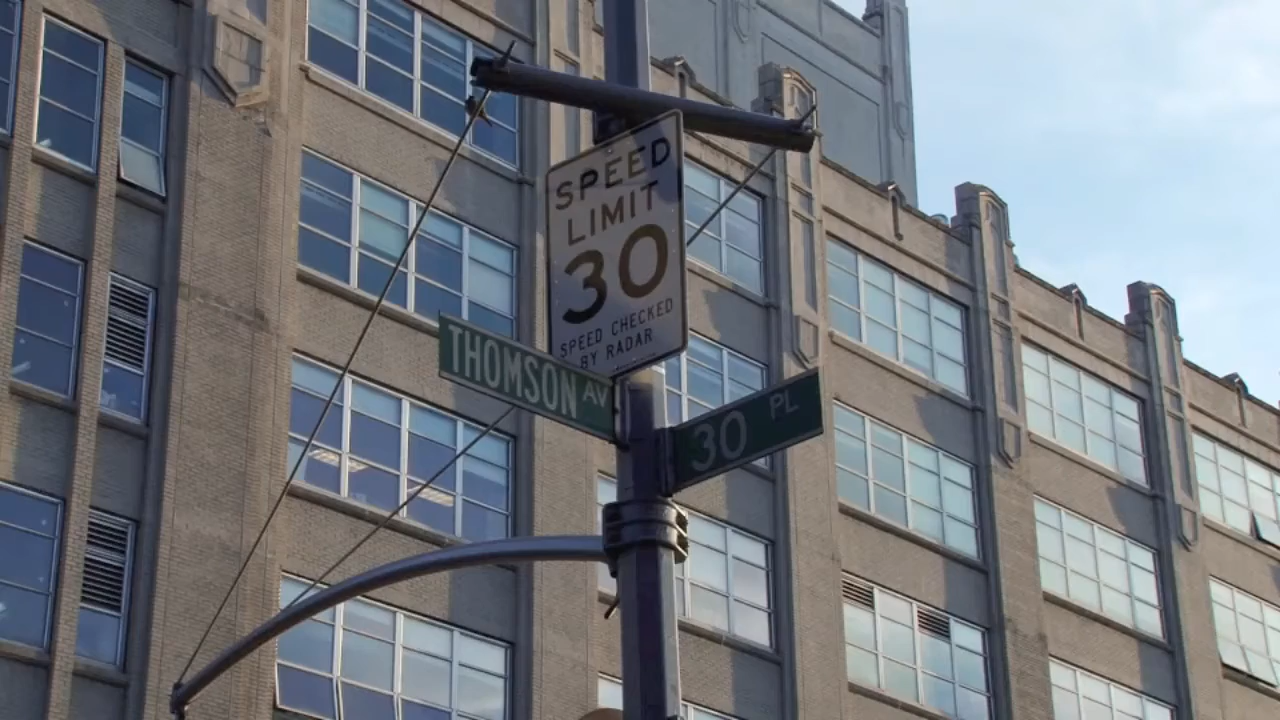 SPEED
LIMIT
30
SPEED CHECKED
BY RADAR
THOMSON AV
30 PL